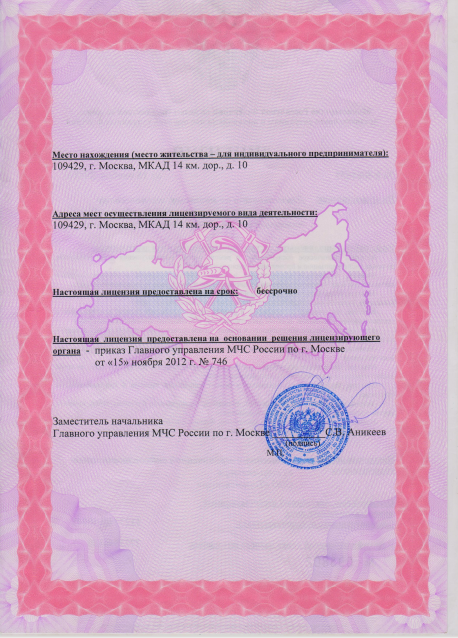 Место нахождения (место жительства – для индивидуального предпринимателя):
109429, г. Москва, МКАД 14 км. дор., д. 10
Адреса мест осуществления лицензируемого вида деятельности:
109429, г. Москва, МКАД 14 км. дор., д. 10
Настоящая лицензия предоставлена на срок: бессрочно
Настоящая лицензия предоставлена на основании решения лицензирующего
органа - приказ Главного управления МЧС России по г. Москве
от «15» ноября 2012 г. № 746
Заместитель начальника
Главного управления МЧС России по г. Москве С.В. Аникеев
(подпись)